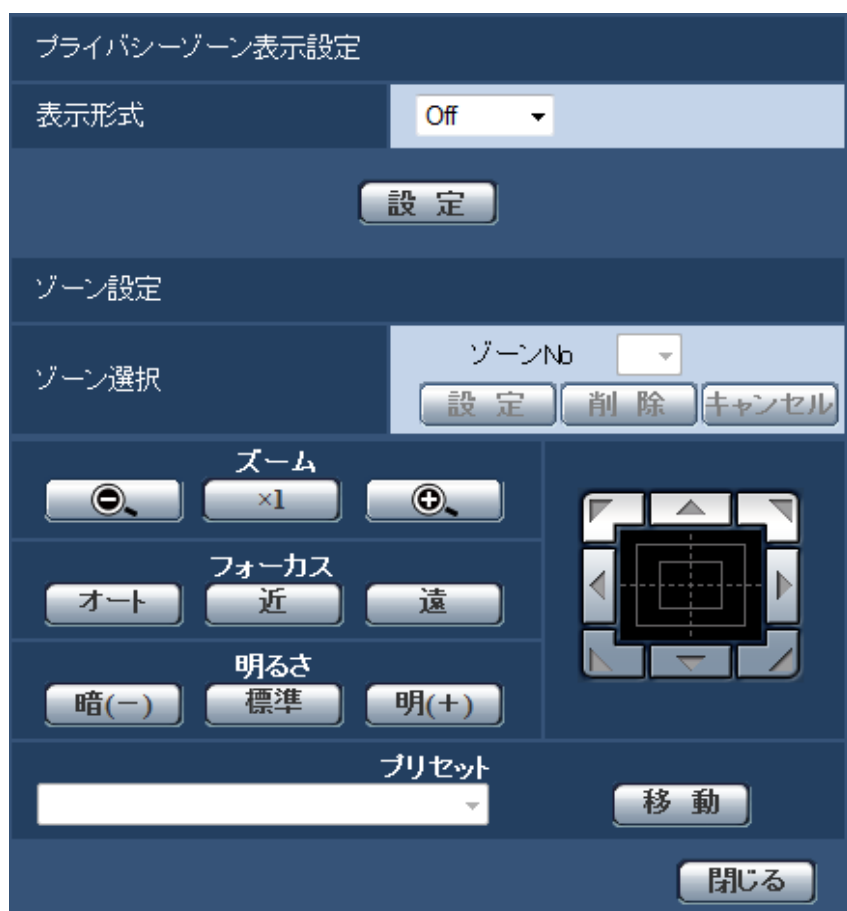 プライバシーゾーン表示設定
表示形式 Off
設 定
ゾーン設定
ゾーン選択
ゾーンNo
設 定 削 除 キャンセル
ズーム
×1
フォーカス
オート 近 遠
明るさ
暗(－) 標準 明(＋)
プリセット
移 動
閉じる